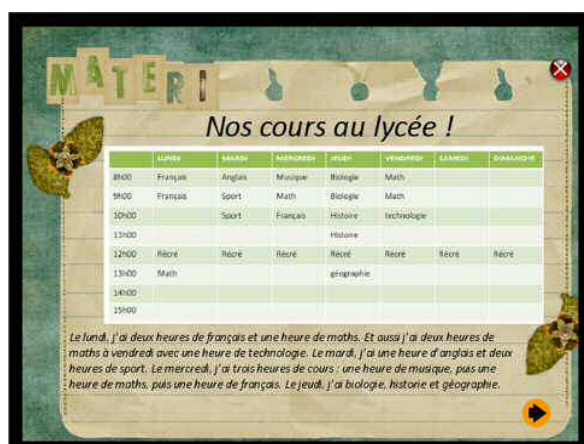 MATERI
Nos cours au lycée !
LUNDI MARDI MERCREDI JEUDI VENDREDI SAMEDI DIMANCHE
8h00 Français Anglais Musique Biologie Math
9h00 Français Sport Math Biologie Math
10h00 Sport Français Histoire technologie
11h00 Histoire
12h00 Récré Récré Récré Récré Récré Récré Récré
13h00 Math géographie
14h00
15h00
Le lundi, j'ai deux heures de français et une heure de maths. Et aussi j'ai deux heures de
maths à vendredi avec une heure de technologie. Le mardi, j'ai une heure d'anglais et deux
heures de sport. Le mercredi, j'ai trois heures de cours : une heure de musique, puis une
heure de maths, puis une heure de français. Le jeudi, j'ai biologie, historie et géographie.